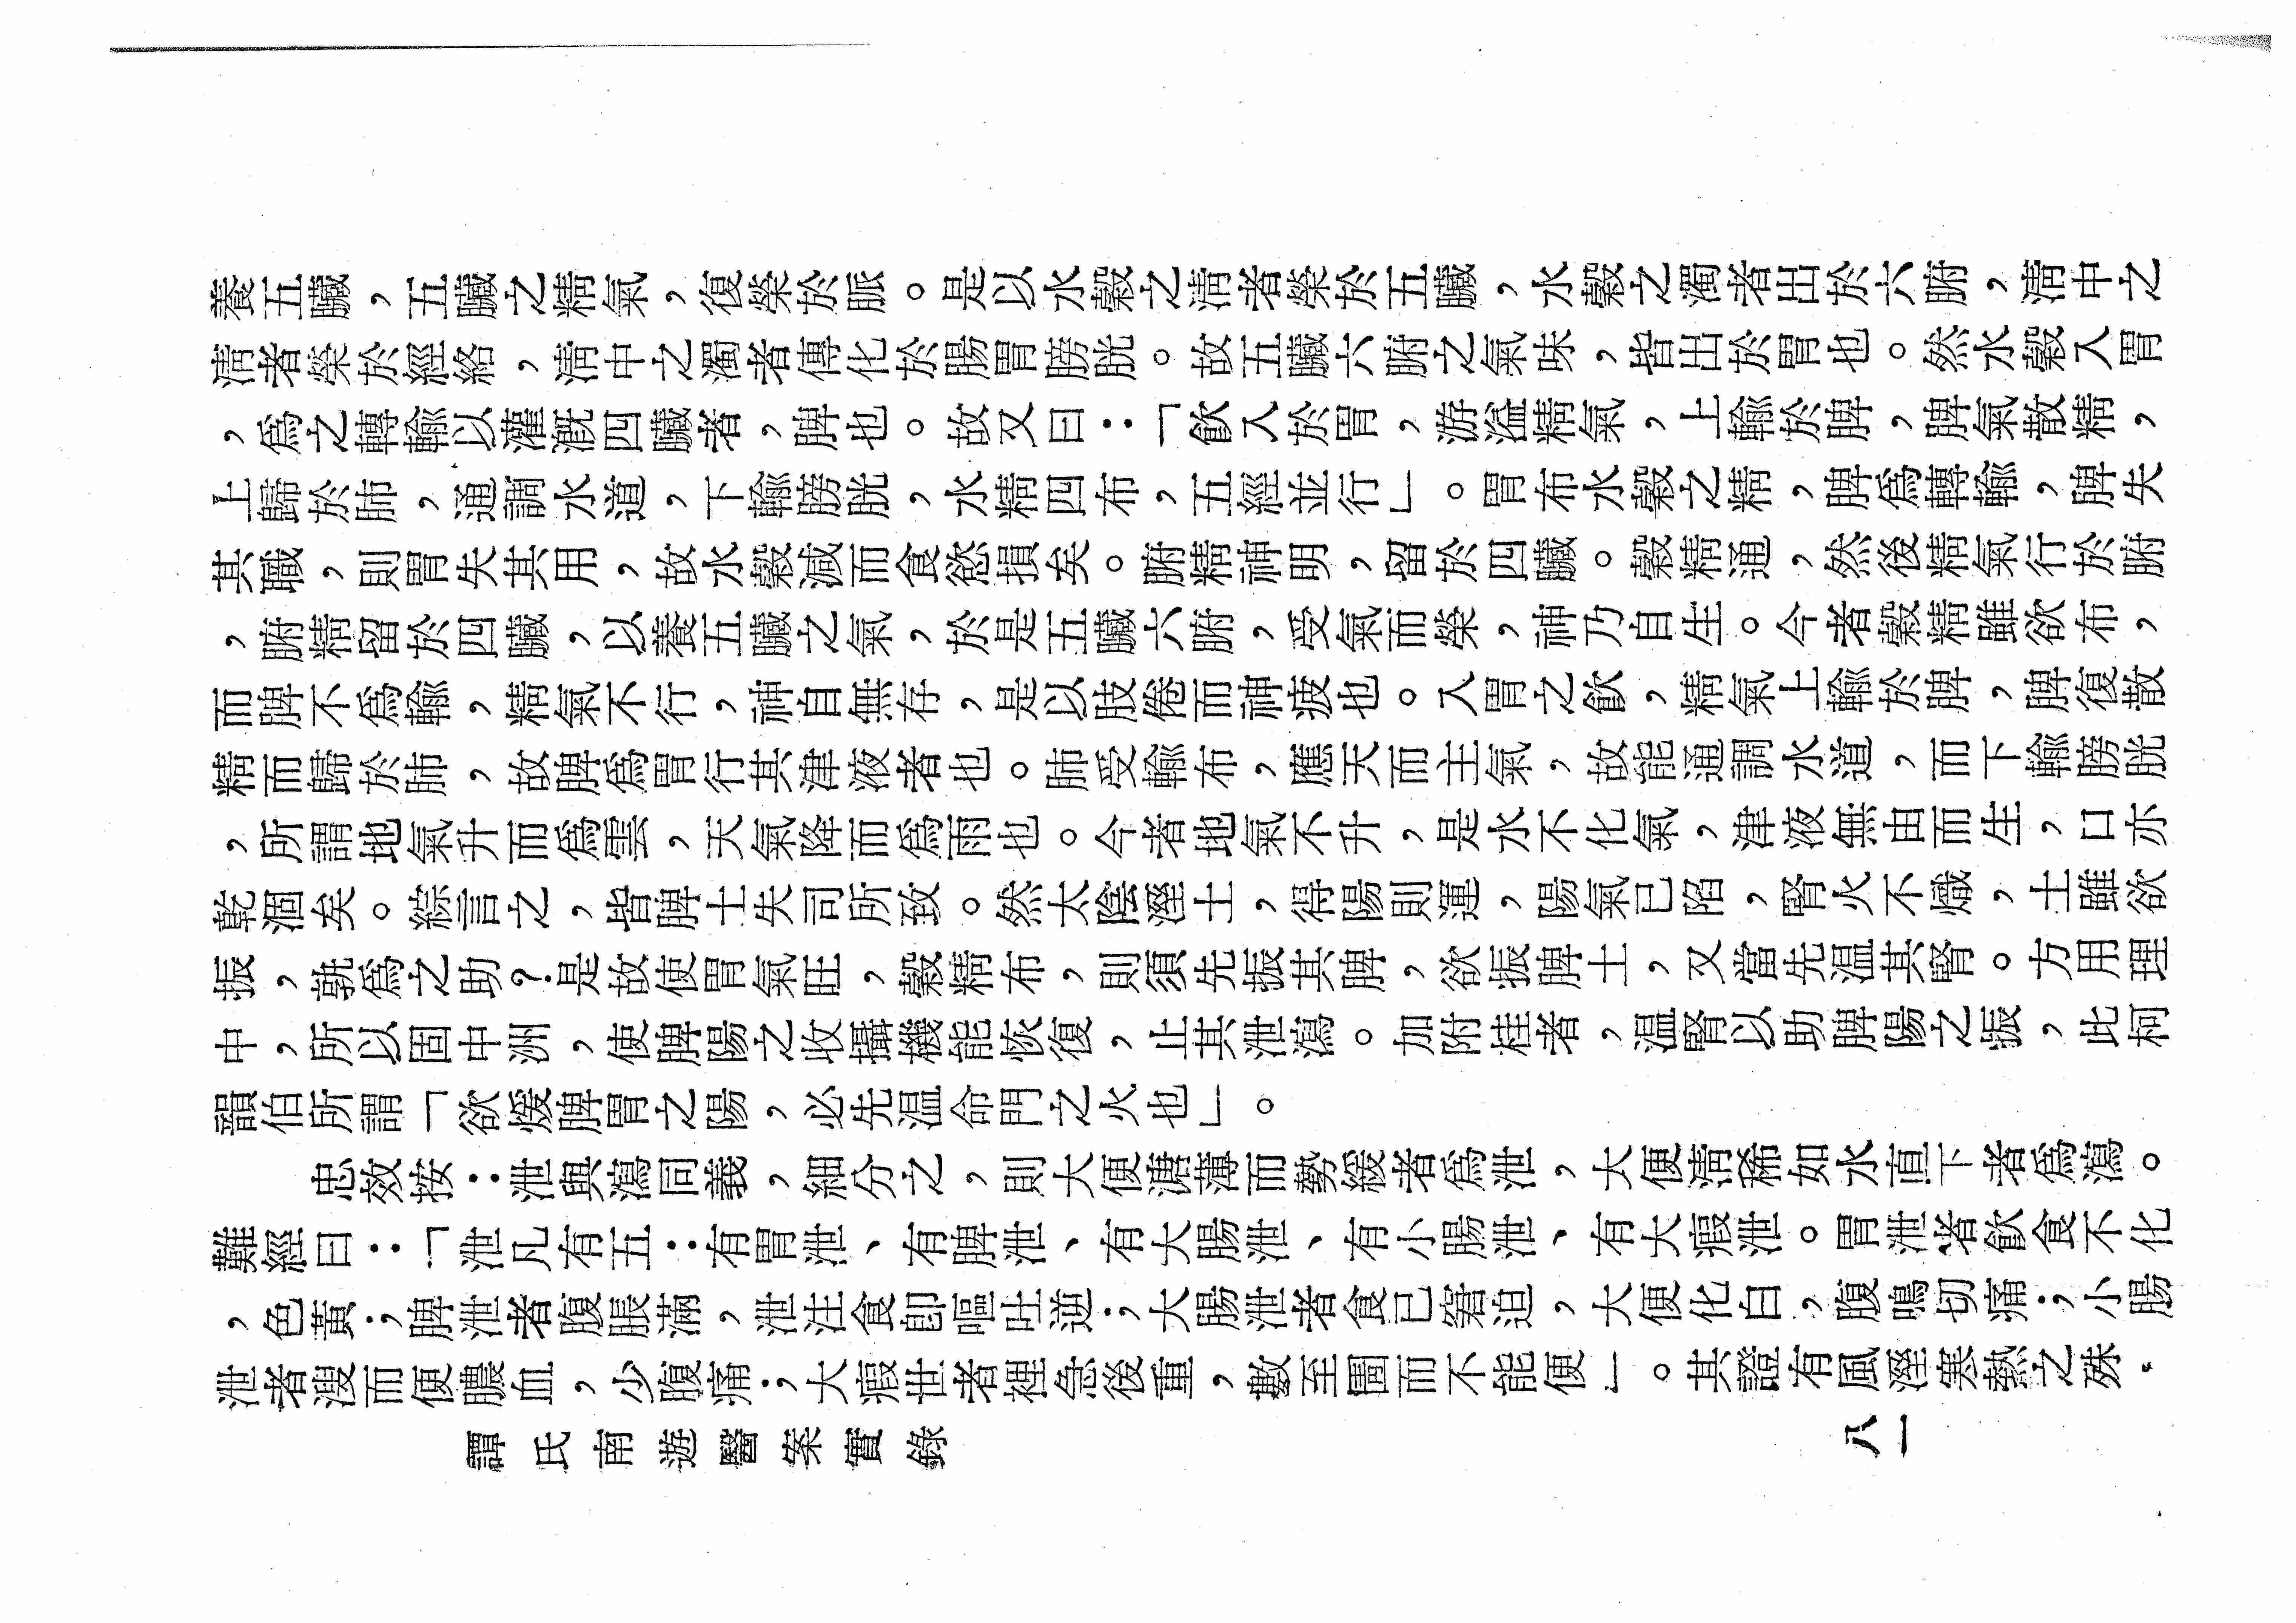 養五臟，五臟之精氣，復榮於脈。是以水穀之淸者榮於五臟，水穀之濁者出於六腑，淸中之
淸者榮於經絡，淸中之濁者傳化於腸胃膀胱。故五臟六腑之氣味，皆出於胃也。然水穀入胃
，爲之轉輸以灌漑四臟者，脾也。故又曰：「飮入於胃，游溢精氣，上輸於脾，脾氣散精，
上歸於肺，通調水道，下輸膀胱，水精四布，五經並行」。胃布水穀之精，脾爲轉輸，脾失
其職，則胃失其用，故水穀減而食慾損矣。腑精神明，留於四臟。穀精通，然後精氣行於腑
，腑精留於四臟，以養五臟之氣，於是五臟六腑，受氣而榮，神乃自生。今者穀精雖欲布，
而脾不爲輸，精氣不行，神自無存，是以肢倦而神疲也。入胃之飮，精氣上輸於脾，脾復散
精而歸於肺，故脾爲胃行其津液者也。肺受輸布，應天而主氣，故能通調水道，而下輸膀胱
，所謂地氣升而爲雲，天氣降而爲雨也。今者地氣不升，是水不化氣，津液無由而生，口亦
乾涸矣。綜言之，皆脾土失司所致。然太陰溼土，得陽則運，陽氣已陷，腎火不熾，土雖欲
振，孰爲之助？是故使胃氣旺，穀精布，則須先振其脾，欲振脾土，又當先温其腎。方用理
中，所以固中洲，使脾陽之收攝機能恢復，止其泄瀉。加附桂者，温腎以助脾陽之振，此柯
韻伯所謂「欲煖脾胃之陽，必先温命門之火也」。
忠效按：泄與瀉同義，細分之，則大便溏薄而勢緩者爲泄，大便淸稀如水直下者爲瀉。
難經曰：「泄凡有五：有胃泄、有脾泄、有大腸泄、有小腸泄、有大瘕泄。胃泄者飮食不化
，色黃；脾泄者腹脹滿，泄注食卽嘔吐逆；大腸泄者食已窘迫，大便化白，腹鳴切痛；小腸
泄者溲而便膿血，少腹痛；大瘕世者裡急後重，數至圊而不能便」。其證有風溼寒熱之殊．
譚氏南遊醫案實錄
八一